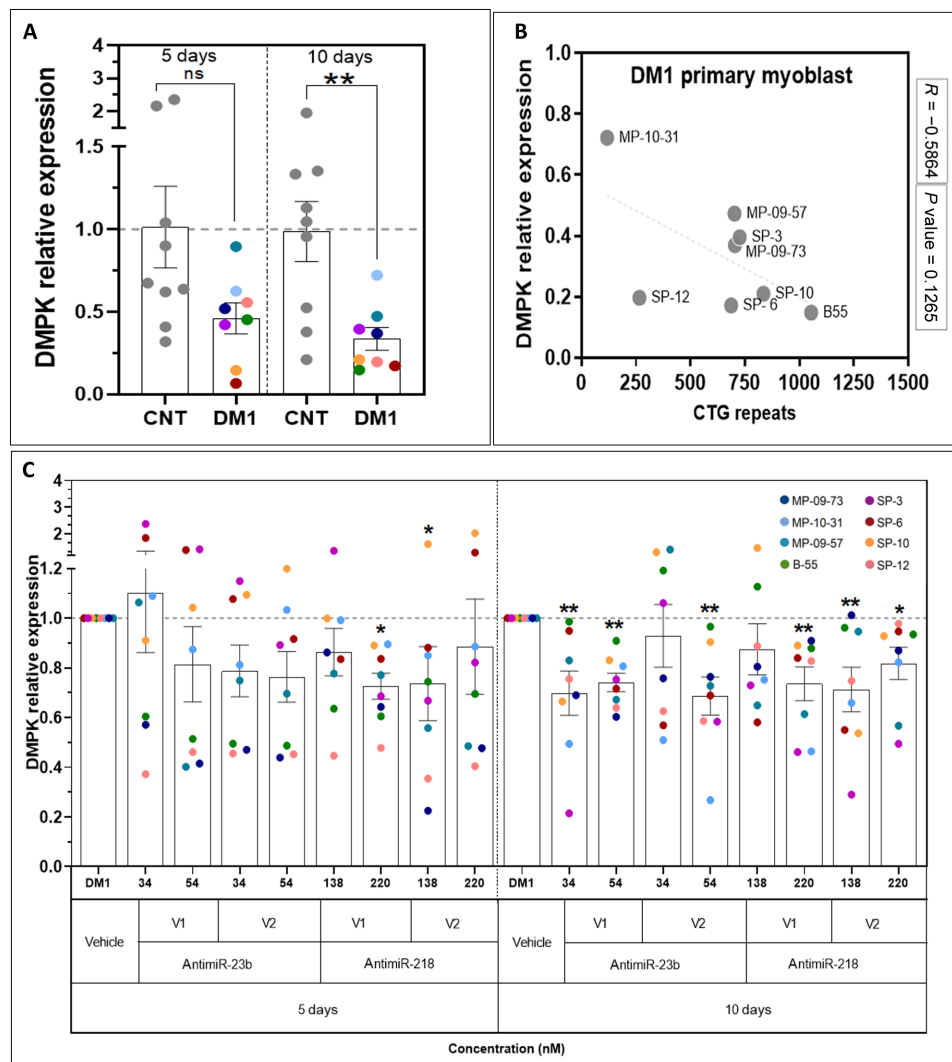 A
DMPK relative expression
4
3
2
1.5
1.0
0.5
0.0
5 days
ns
10 days
**
CNT
DM1
CNT
DM1
B
DMPK relative expression
1.0
0.8
0.6
0.4
0.2
0.0
DM1 primary myoblast
MP-10-31
MP-09-57
SP-3
MP-09-73
SP-12
SP-10
SP- 6
B55
0
250
500
750
1000
1250
1500
CTG repeats
R = −0.5864
P value = 0.1265
C
DMPK relative expression
4
3
2
1.2
1.0
0.8
0.6
0.4
0.2
0.0
MP-09-73
SP-3
MP-10-31
SP-6
MP-09-57
SP-10
B-55
SP-12
*
*
**
**
**
**
**
*
DM1 34 54 34 54 138 220 138 220 DM1 34 54 34 54 138 220 138 220
Vehicle V1 V2 V1 V2 Vehicle V1 V2 V1 V2
AntimiR-23b AntimiR-218 AntimiR-23b AntimiR-218
5 days 10 days
Concentration (nM)